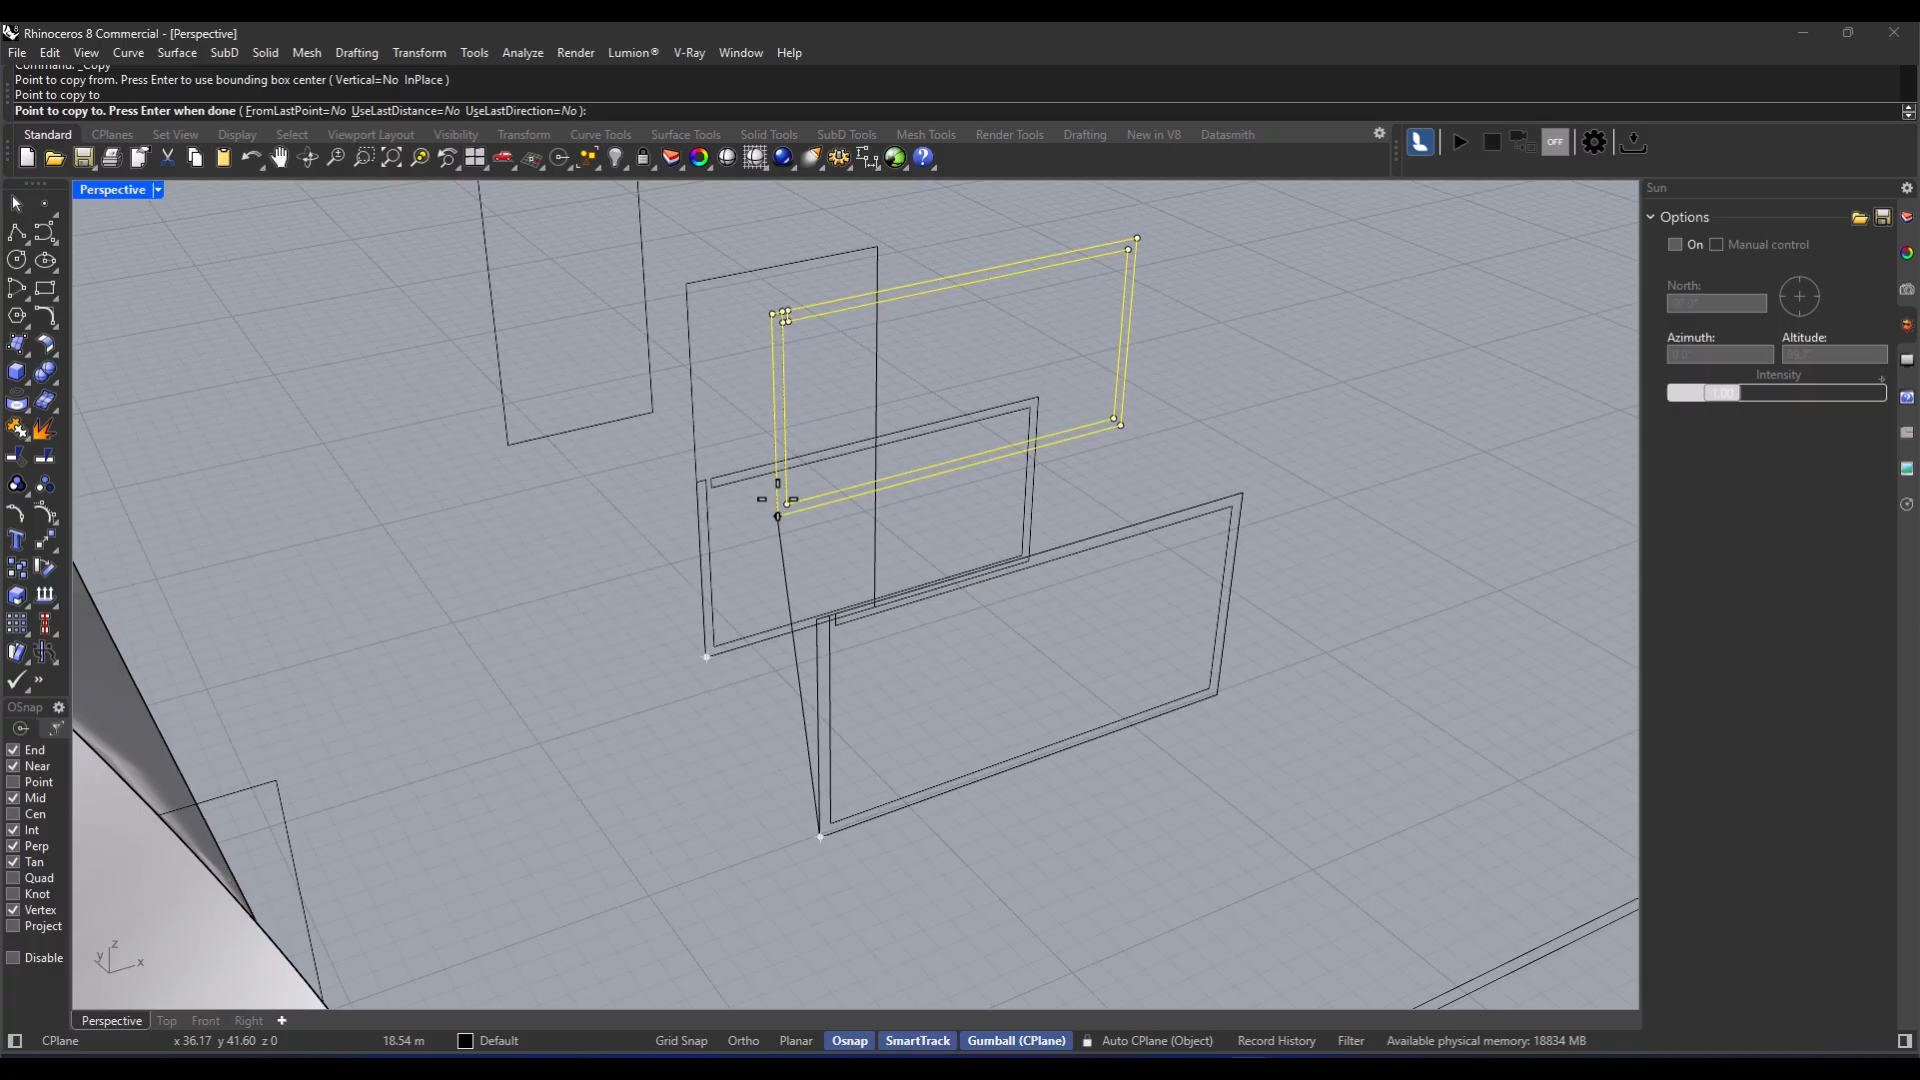 Rhinoceros 8 Commercial - [Perspective]
File Edit View Curve Surface SubD Solid Mesh Drafting Transform Tools Analyze Render Lumion® V-Ray Window Help
Command: _Copy
Point to copy from. Press Enter to use bounding box center ( Vertical=No InPlace )
Point to copy to
Point to copy to. Press Enter when done ( FromLastPoint=No UseLastDistance=No UseLastDirection=No ):
Standard CPlanes Set View Display Select Viewport Layout Visibility Transform Curve Tools Surface Tools Solid Tools SubD Tools Mesh Tools Render Tools Drafting New in V8 Datasmith
OFF
Perspective
Sun
Options
On Manual control
North:
Azimuth: Altitude:
0.0°
Intensity
1.00
OSnap
End
Near
Point
Mid
Cen
Int
Perp
Tan
Quad
Knot
Vertex
Project
Disable
z
y
x
Perspective Top Front Right
CPlane x 36.17 y 41.60 z 0 18.54 m Default Grid Snap Ortho Planar Osnap SmartTrack Gumball (CPlane) Auto CPlane (Object) Record History Filter Available physical memory: 18834 MB